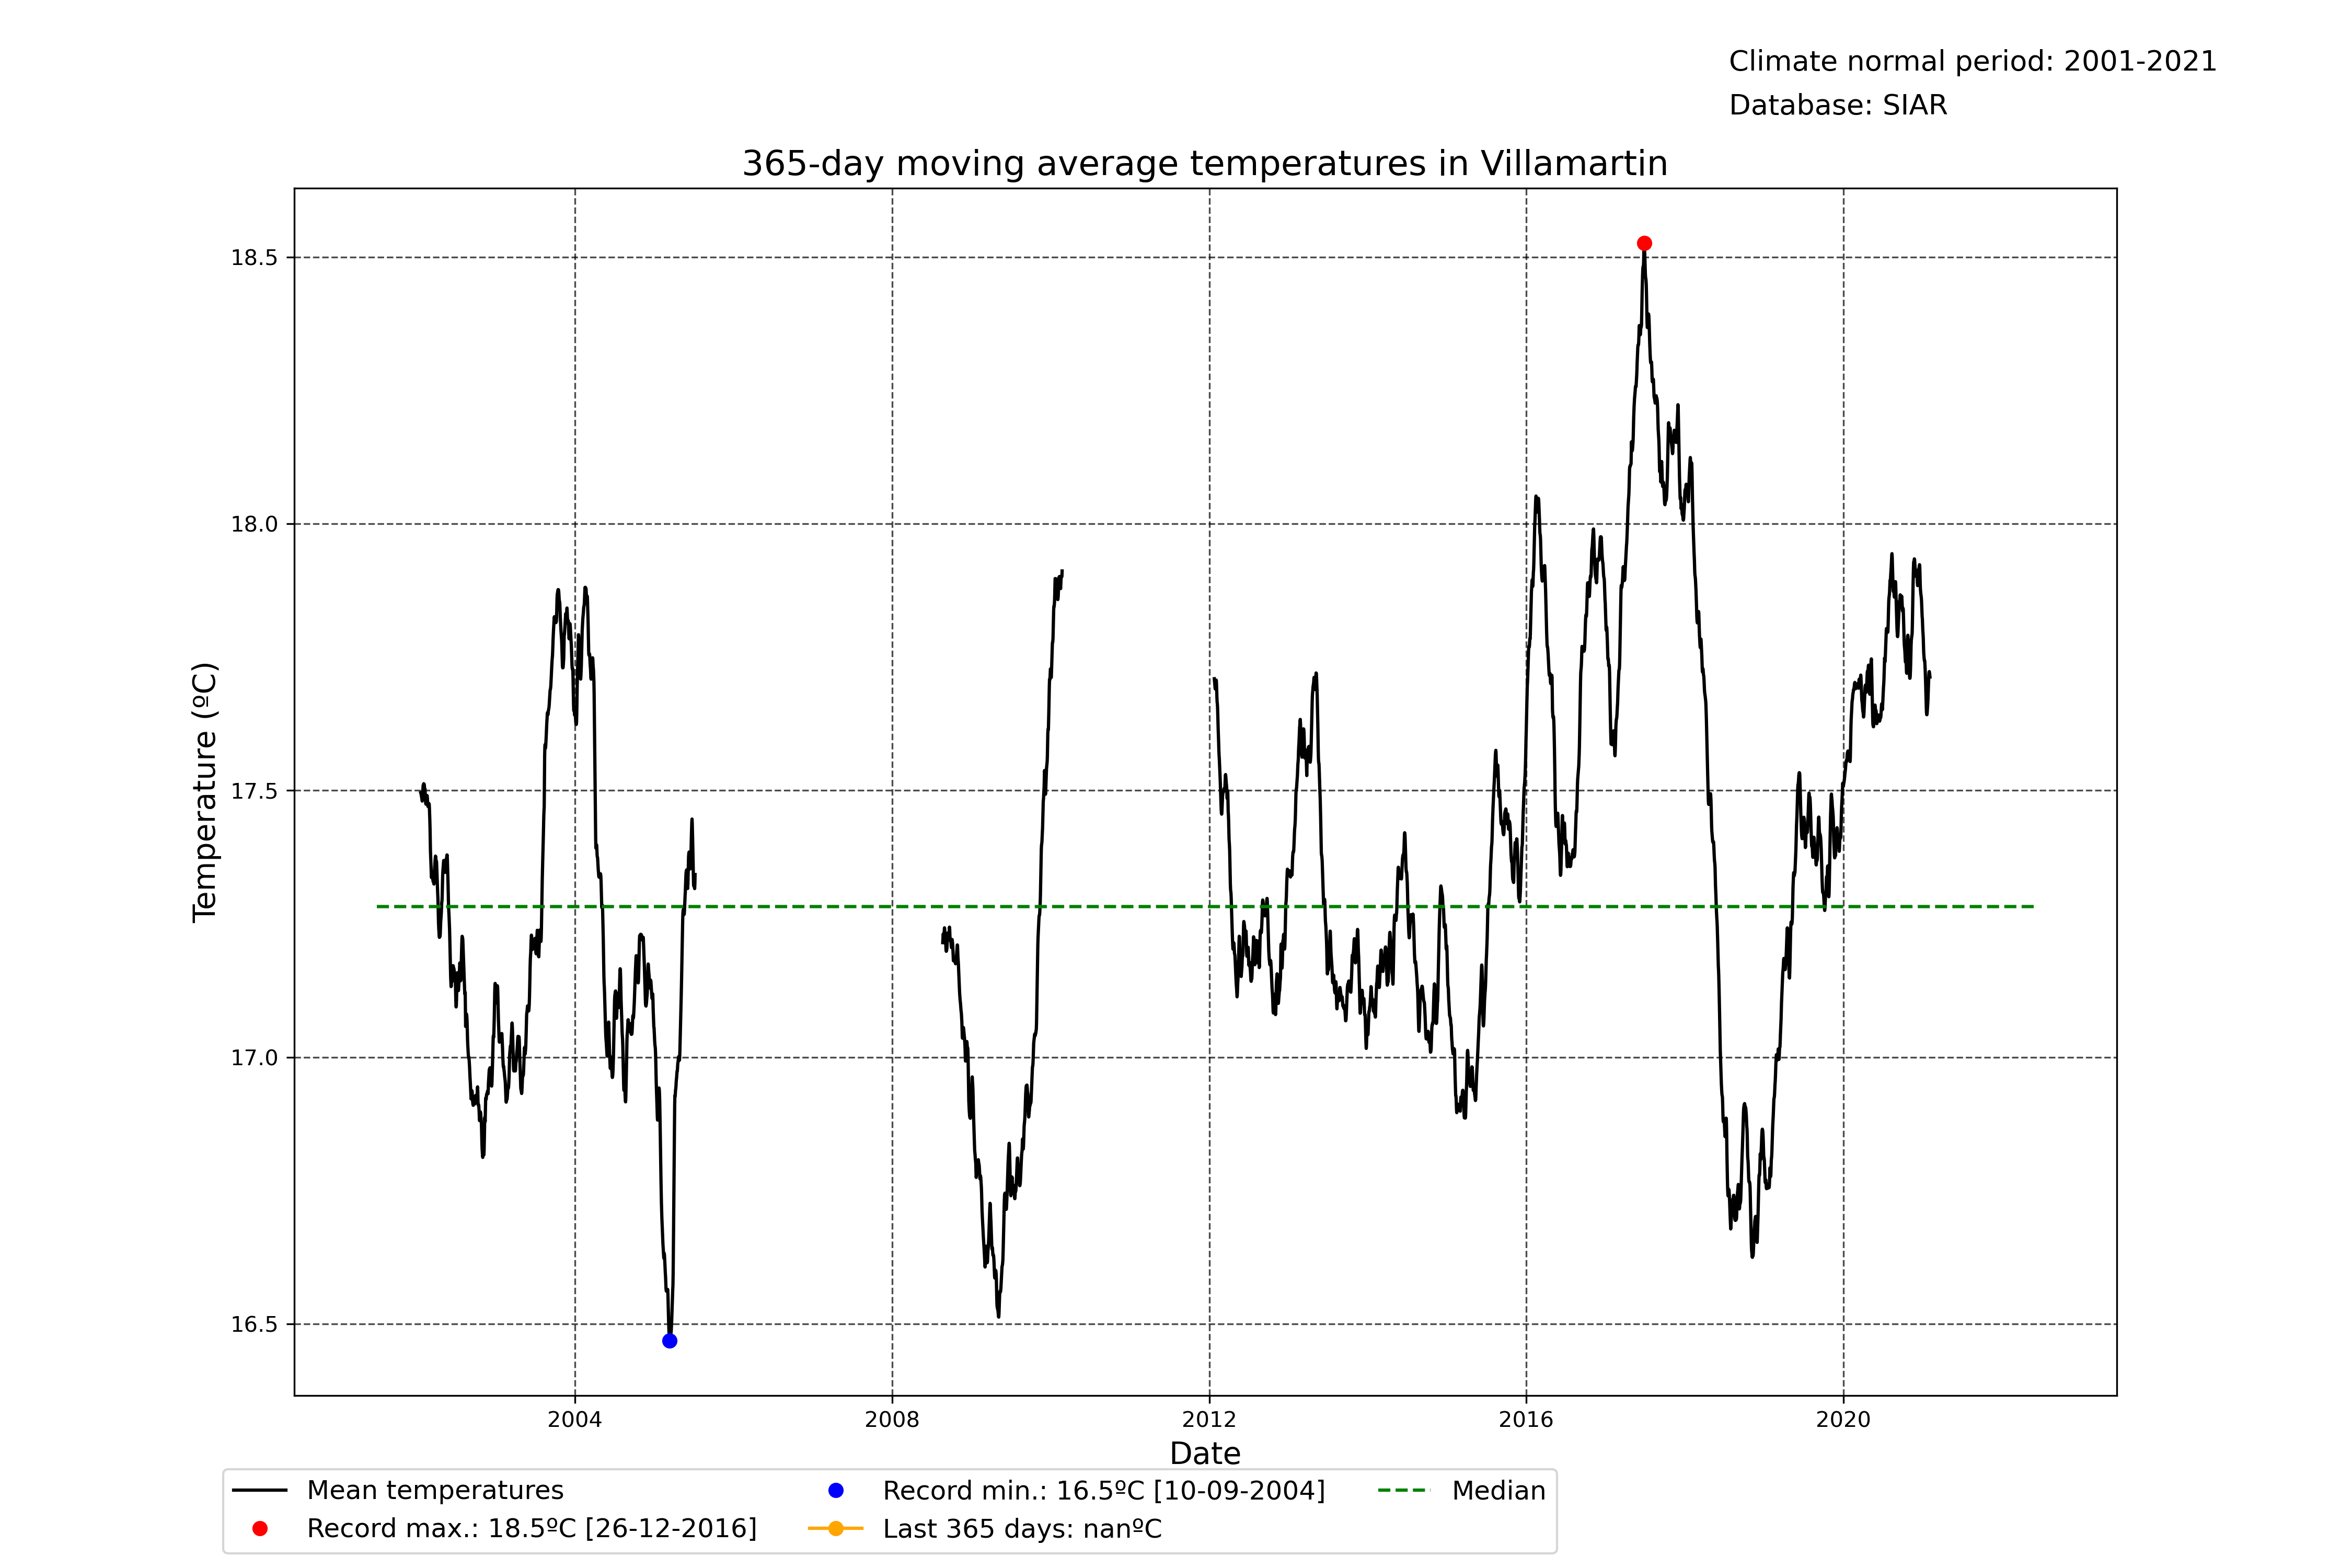 Climate normal period: 2001-2021
Database: SIAR
365-day moving average temperatures in Villamartin
18.5
18.0
17.5
17.0
16.5
Temperature (ºC)
2004 2008 2012 2016 2020
Date
Mean temperatures
Record max.: 18.5ºC [26-12-2016]
Record min.: 16.5ºC [10-09-2004]
Last 365 days: nanºC
Median